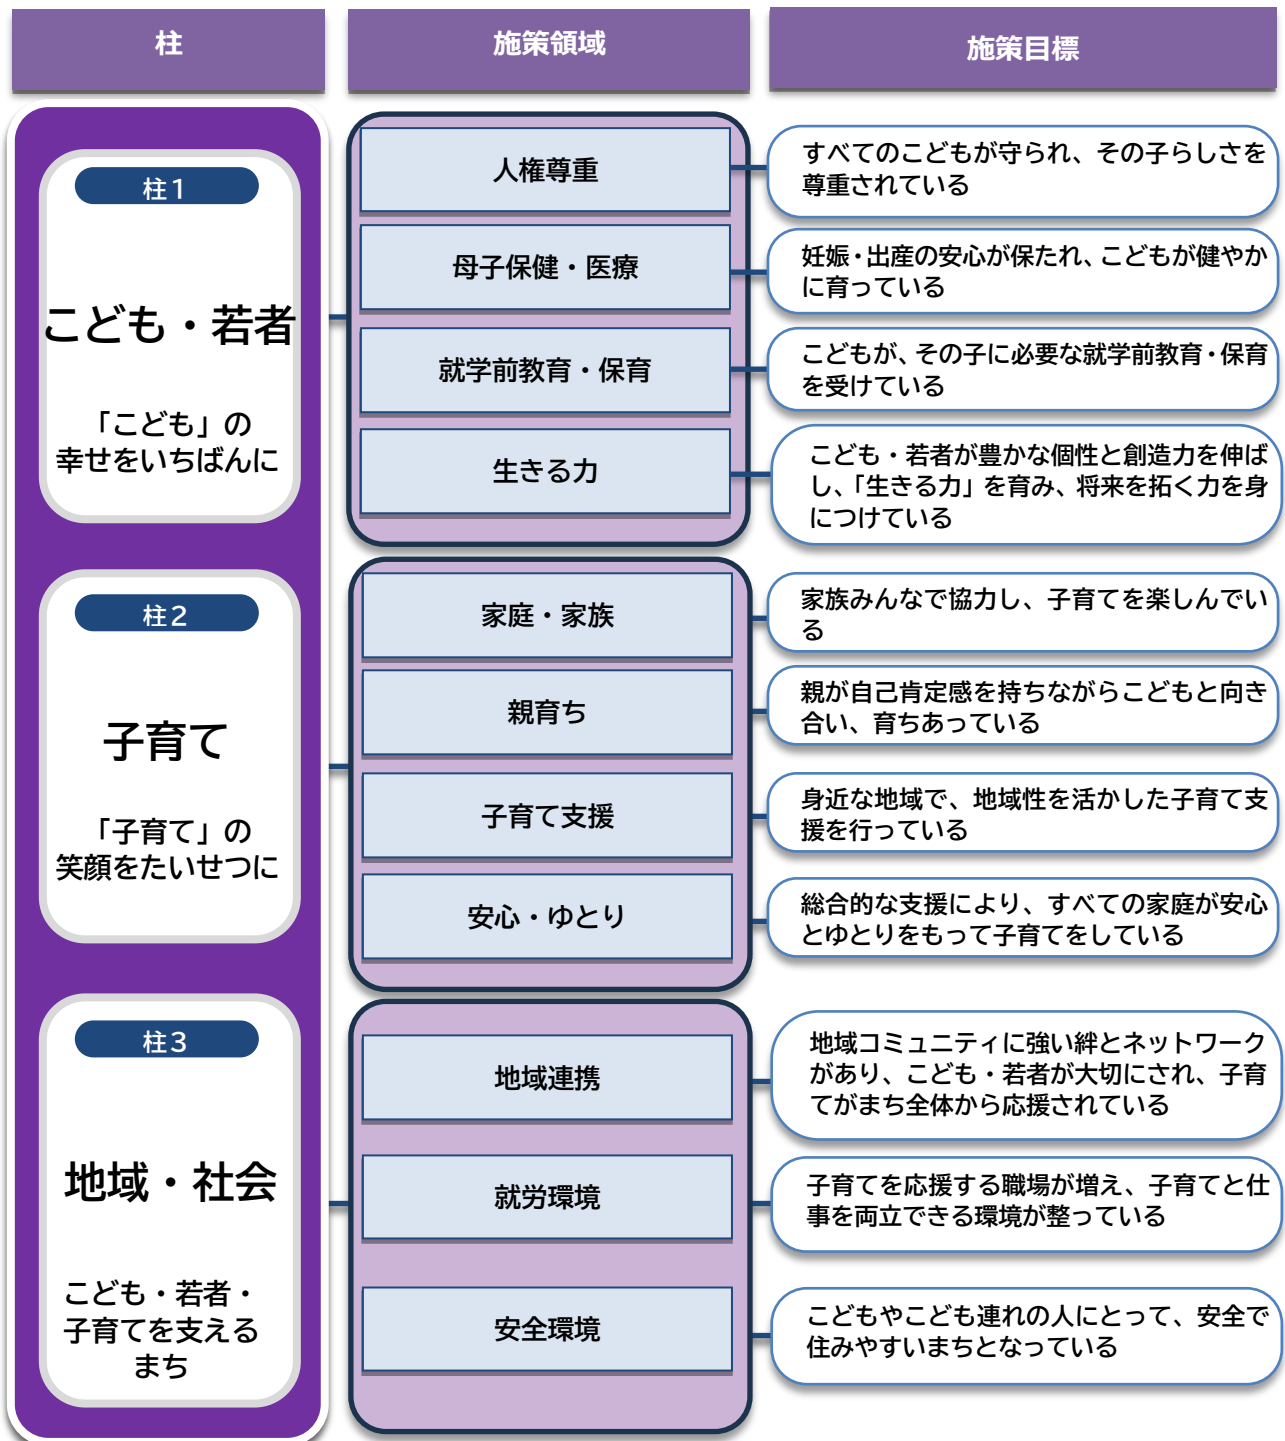 柱
施策領域
施策目標
柱1
こども・若者
「こども」の
幸せをいちばんに
人権尊重
すべてのこどもが守られ、その子らしさを
尊重されている
母子保健・医療
妊娠・出産の安心が保たれ、こどもが健やか
に育っている
就学前教育・保育
こどもが、その子に必要な就学前教育・保育
を受けている
生きる力
こども・若者が豊かな個性と創造力を伸ば
し、「生きる力」を育み、将来を拓く力を身
につけている
柱2
子育て
「子育て」の
笑顔をたいせつに
家庭・家族
家族みんなで協力し、子育てを楽しんでい
る
親育ち
親が自己肯定感を持ちながらこどもと向き
合い、育ちあっている
子育て支援
身近な地域で、地域性を活かした子育て支
援を行っている
安心・ゆとり
総合的な支援により、すべての家庭が安心
とゆとりをもって子育てをしている
柱3
地域・社会
こども・若者・
子育てを支える
まち
地域連携
地域コミュニティに強い絆とネットワーク
があり、こども・若者が大切にされ、子育
てがまち全体から応援されている
就労環境
子育てを応援する職場が増え、子育てと仕
事を両立できる環境が整っている
安全環境
こどもやこども連れの人にとって、安全で
住みやすいまちとなっている